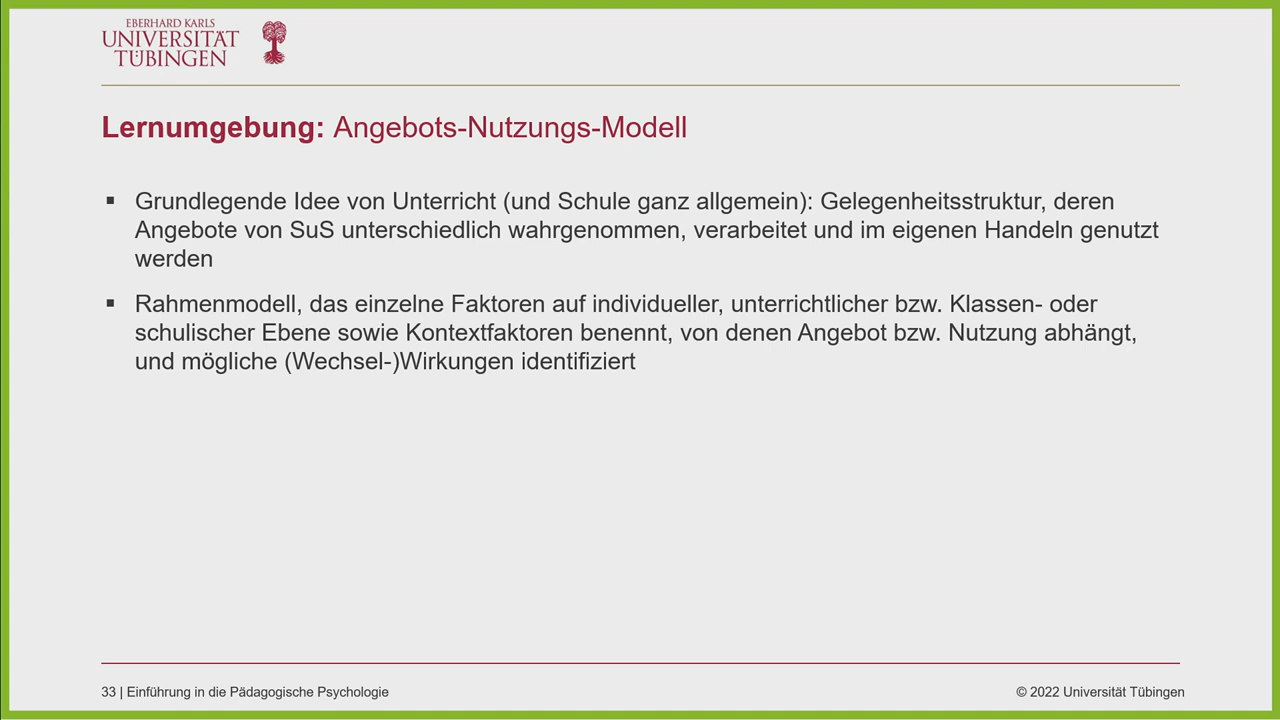 EBERHARD KARLS
UNIVERSITÄT
TÜBINGEN
Lernumgebung: Angebots-Nutzungs-Modell
▪ Grundlegende Idee von Unterricht (und Schule ganz allgemein): Gelegenheitsstruktur, deren
Angebote von SuS unterschiedlich wahrgenommen, verarbeitet und im eigenen Handeln genutzt
werden
▪ Rahmenmodell, das einzelne Faktoren auf individueller, unterrichtlicher bzw. Klassen- oder
schulischer Ebene sowie Kontextfaktoren benennt, von denen Angebot bzw. Nutzung abhängt,
und mögliche (Wechsel-)Wirkungen identifiziert
33 | Einführung in die Pädagogische Psychologie
© 2022 Universität Tübingen